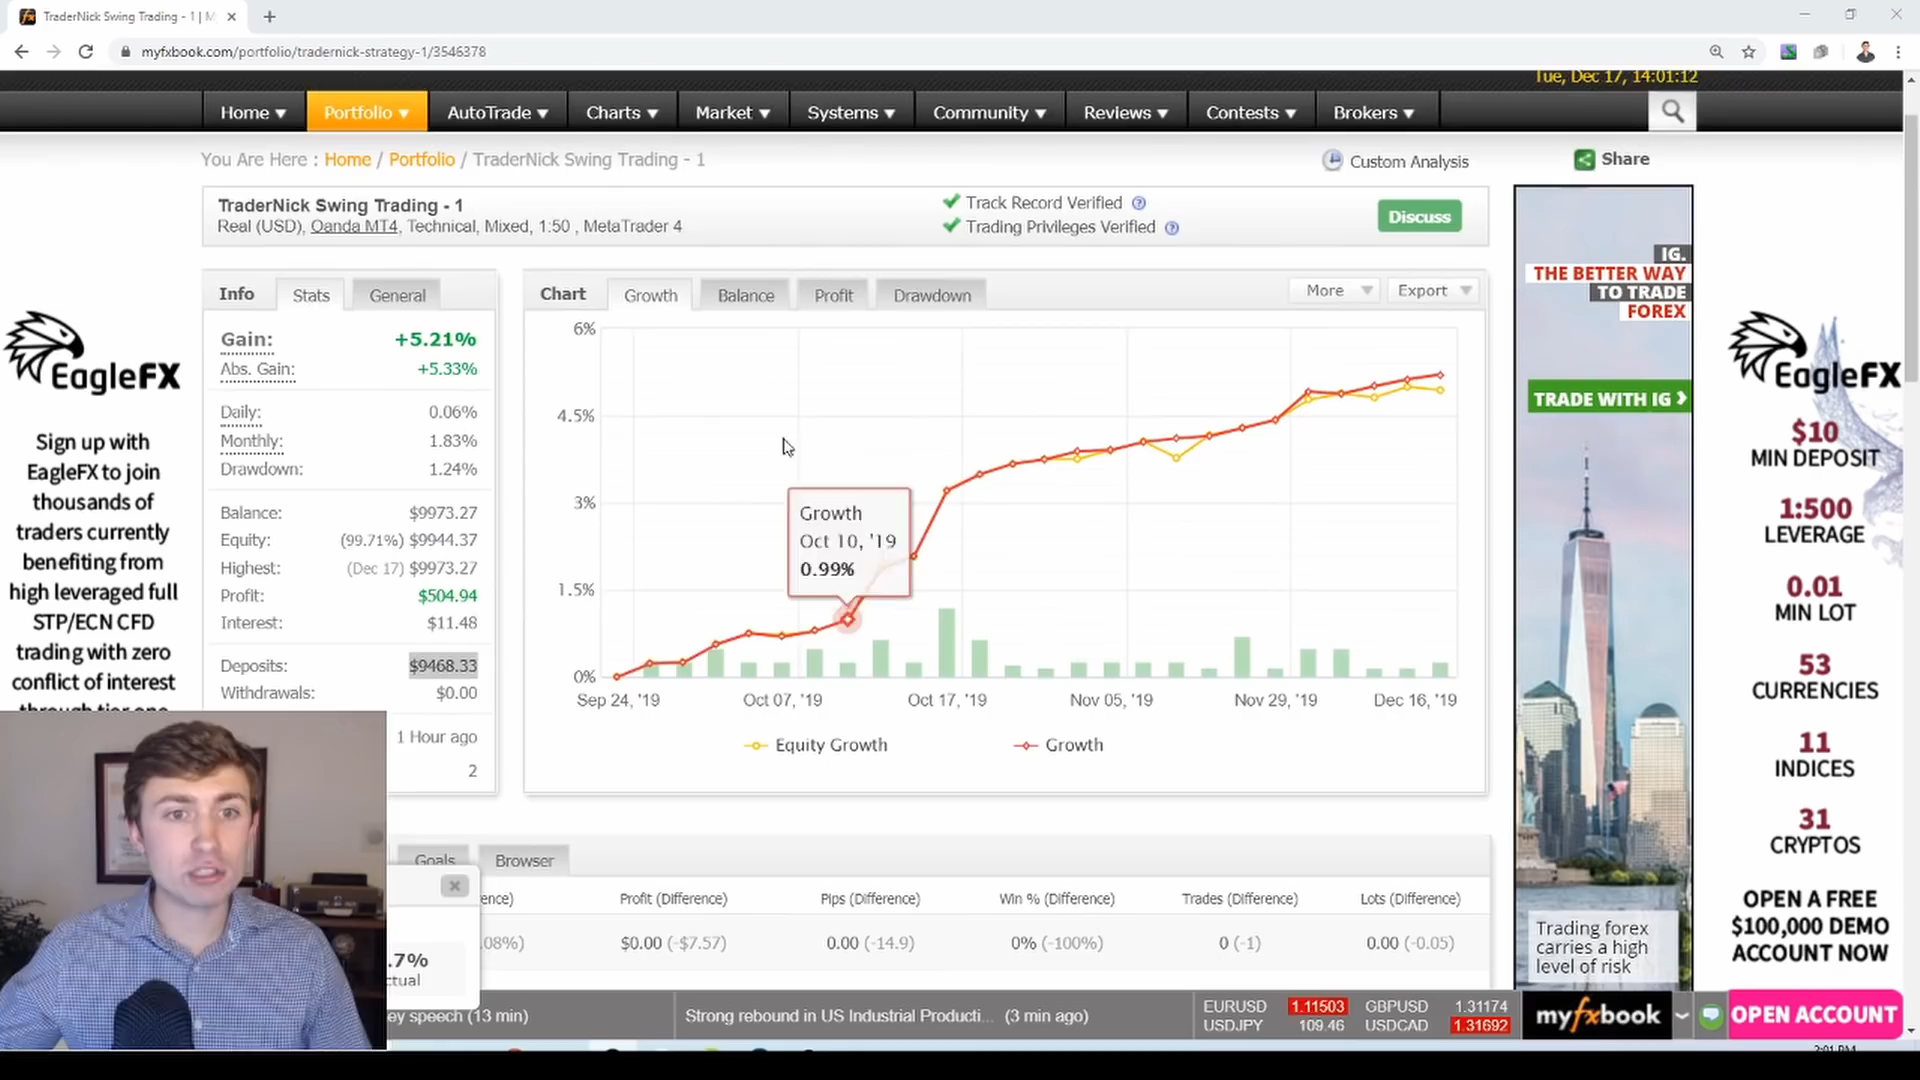 TraderNick Swing Trading - 1 | M
myfxbook.com/portfolio/tradernick-strategy-1/3546378
Tue, Dec 17, 14:01:12
Home Portfolio AutoTrade Charts Market Systems Community Reviews Contests Brokers
You Are Here : Home / Portfolio / TraderNick Swing Trading - 1
Custom Analysis
Share
TraderNick Swing Trading - 1
Real (USD), Oanda MT4, Technical, Mixed, 1:50 , MetaTrader 4
Track Record Verified
Trading Privileges Verified
Discuss
Info Stats General
Gain: +5.21%
Abs. Gain: +5.33%
Daily: 0.06%
Monthly: 1.83%
Drawdown: 1.24%
Balance: $9973.27
Equity: (99.71%) $9944.37
Highest: (Dec 17) $9973.27
Profit: $504.94
Interest: $11.48
Deposits: $9468.33
Withdrawals: $0.00
1 Hour ago
2
Chart Growth Balance Profit Drawdown More Export
6%
4.5%
3%
1.5%
0%
Growth
Oct 10, '19
0.99%
Sep 24, '19 Oct 07, '19 Oct 17, '19 Nov 05, '19 Nov 29, '19 Dec 16, '19
Equity Growth Growth
Goals Browser
ence) Profit (Difference) Pips (Difference) Win % (Difference) Trades (Difference) Lots (Difference)
.08%) $0.00 (-$7.57) 0.00 (-14.9) 0% (-100%) 0 (-1) 0.00 (-0.05)
.7%
ctual
ey speech (13 min)
Strong rebound in US Industrial Producti... (3 min ago)
EURUSD 1.11503 GBPUSD 1.31174
USDJPY 109.46 USDCAD 1.31692
myfxbook
OPEN ACCOUNT
2:01 PM
EagleFX
Sign up with
EagleFX to join
thousands of
traders currently
benefiting from
high leveraged full
STP/ECN CFD
trading with zero
conflict of interest
through tier one
IG.
THE BETTER WAY
TO TRADE
FOREX
TRADE WITH IG
Trading forex
carries a high
level of risk
EagleFX
$10
MIN DEPOSIT
1:500
LEVERAGE
0.01
MIN LOT
53
CURRENCIES
11
INDICES
31
CRYPTOS
OPEN A FREE
$100,000 DEMO
ACCOUNT NOW